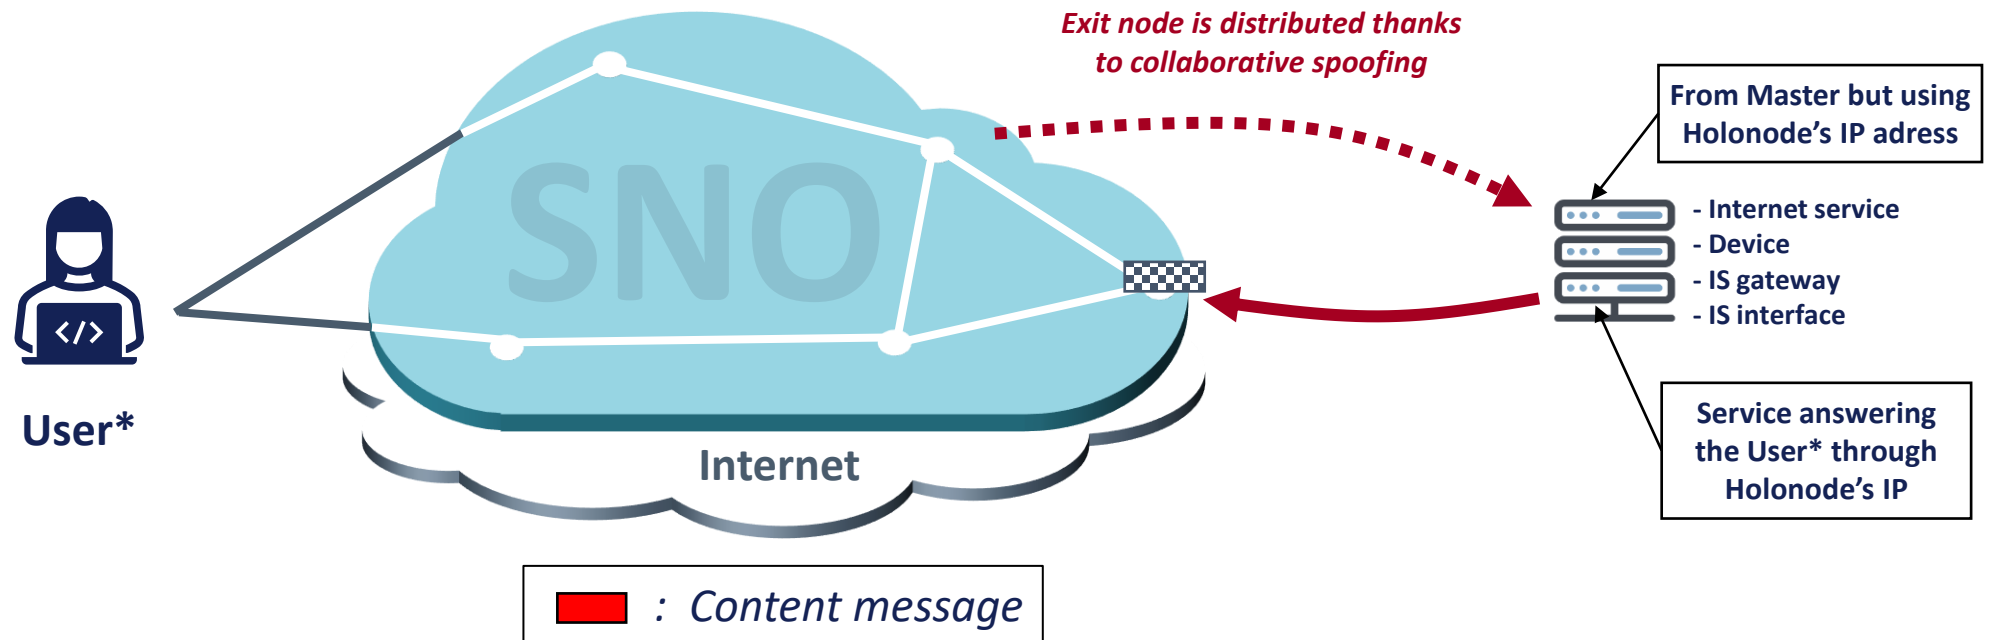 Exit node is distributed thanks
to collaborative spoofing
From Master but using
Holonode’s IP adress
SNO
- Internet service
- Device
- IS gateway
- IS interface
</>
User*
Internet
Service answering
the User* through
Holonode’s IP
: Content message